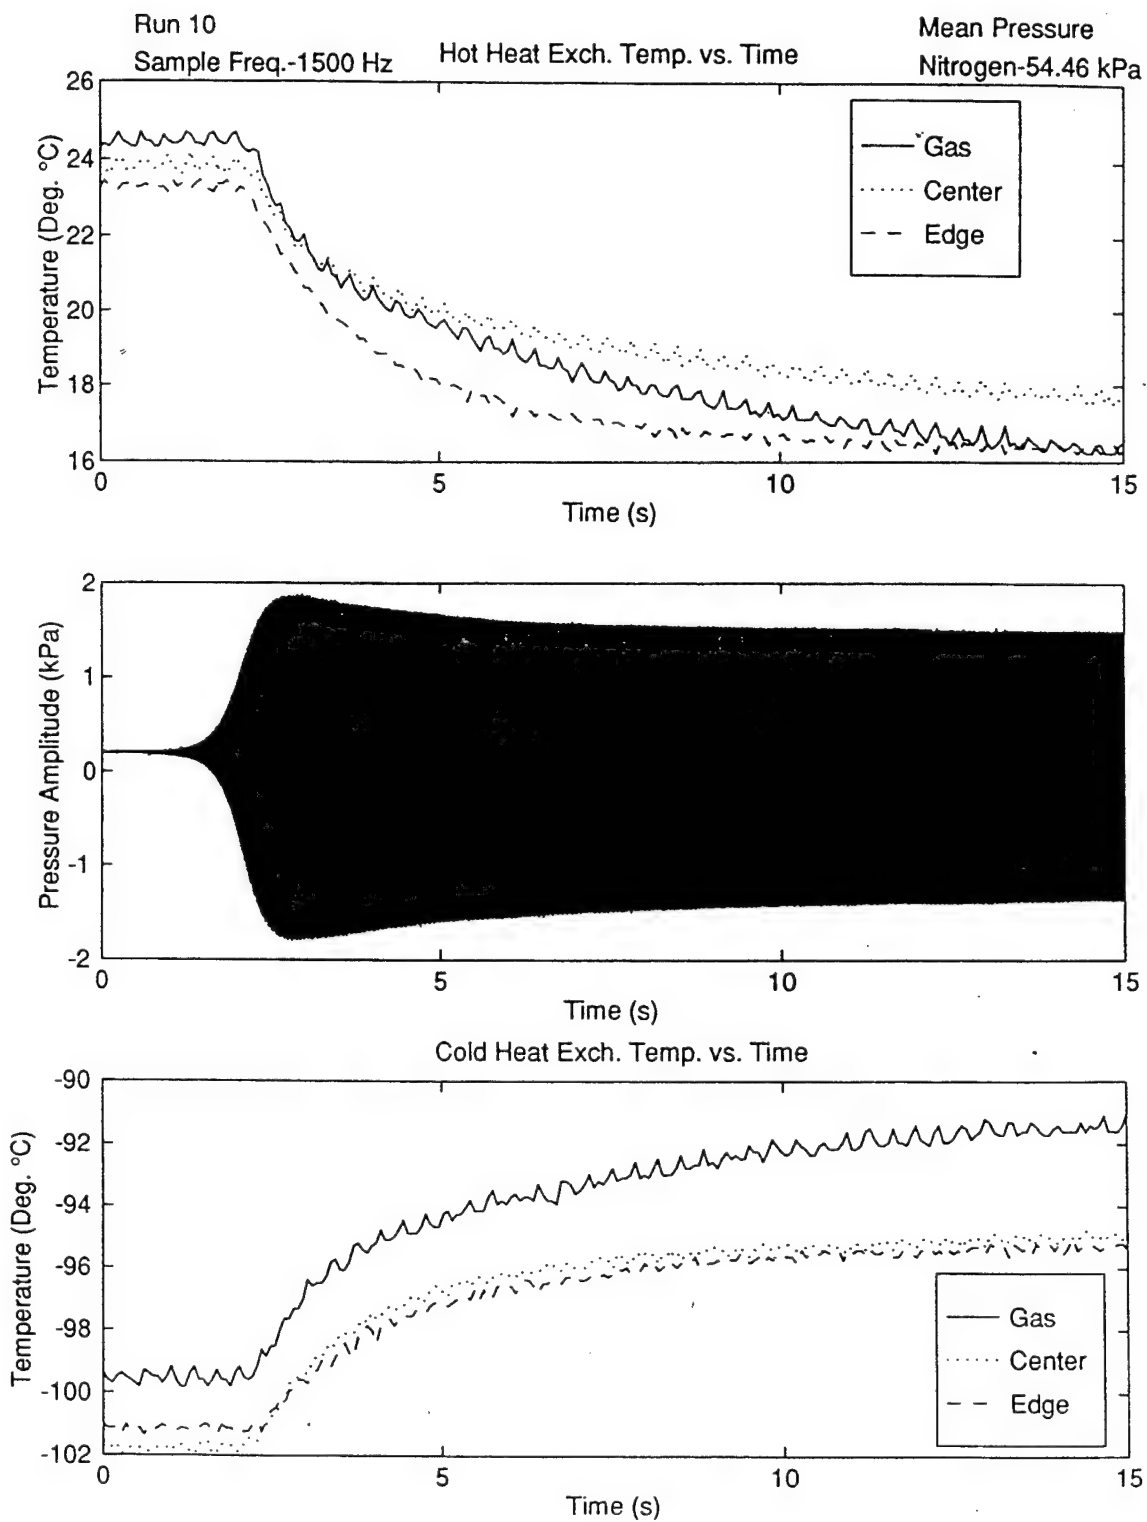 Run 10
Sample Freq.-1500 Hz
Hot Heat Exch. Temp. vs. Time
Mean Pressure
Nitrogen-54.46 kPa
26
24
22
20
18
16
Temperature (Deg. °C)
Gas
Center
Edge
0
5
10
15
Time (s)
2
1
0
-1
-2
Pressure Amplitude (kPa)
0
5
10
15
Time (s)
Cold Heat Exch. Temp. vs. Time
-90
-92
-94
-96
-98
-100
-102
Temperature (Deg. °C)
Gas
Center
Edge
0
5
10
15
Time (s)